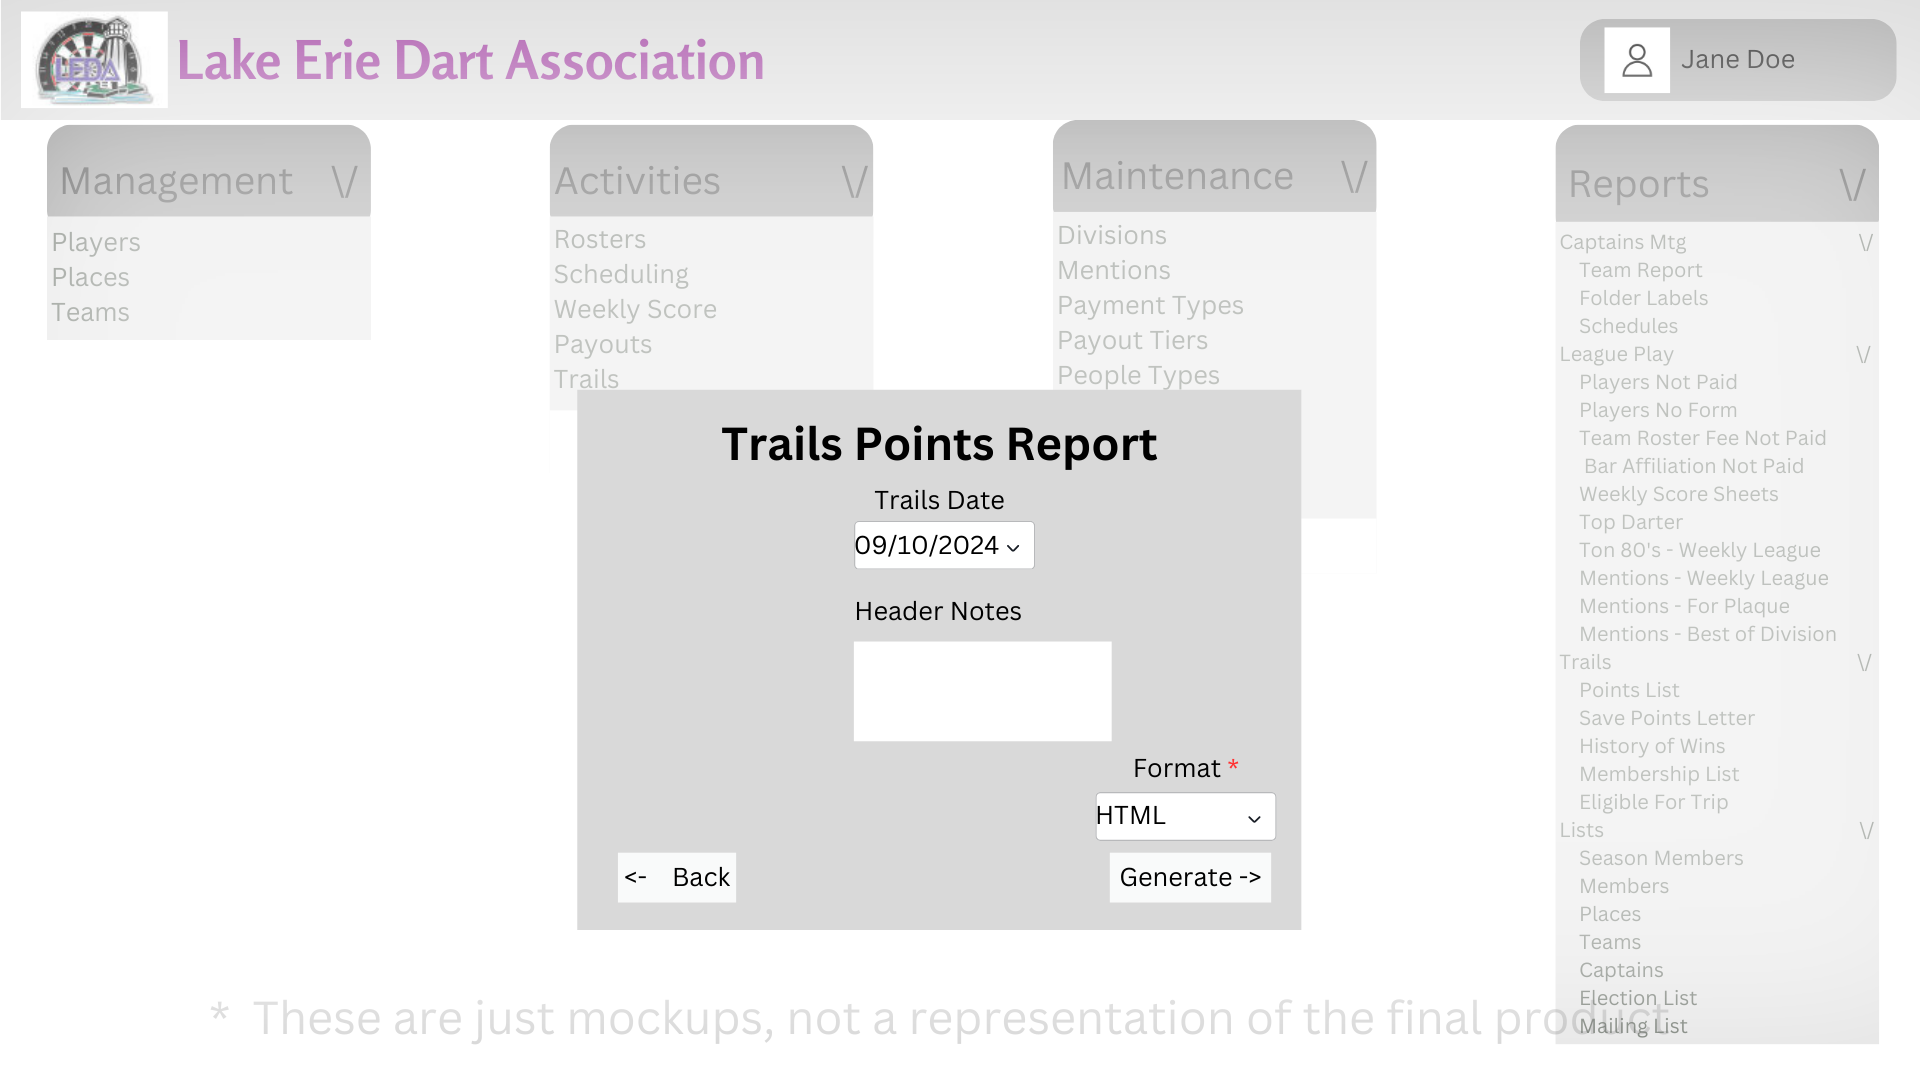 LEDA
Lake Erie Dart Association
Jane Doe
Management \/
Players
Places
Teams
Activities \/
Rosters
Scheduling
Weekly Score
Payouts
Trails
Maintenance \/
Divisions
Mentions
Payment Types
Payout Tiers
People Types
Reports \/
Captains Mtg \/
Team Report
Folder Labels
Schedules
League Play \/
Players Not Paid
Players No Form
Team Roster Fee Not Paid
Bar Affiliation Not Paid
Weekly Score Sheets
Top Darter
Ton 80's - Weekly League
Mentions - Weekly League
Mentions - For Plaque
Mentions - Best of Division
Trails \/
Points List
Save Points Letter
History of Wins
Membership List
Eligible For Trip
Lists \/
Season Members
Members
Places
Teams
Captains
Election List
Mailing List
Trails Points Report
Trails Date
09/10/2024
Header Notes
Format *
HTML
<- Back
Generate ->
* These are just mockups, not a representation of the final product